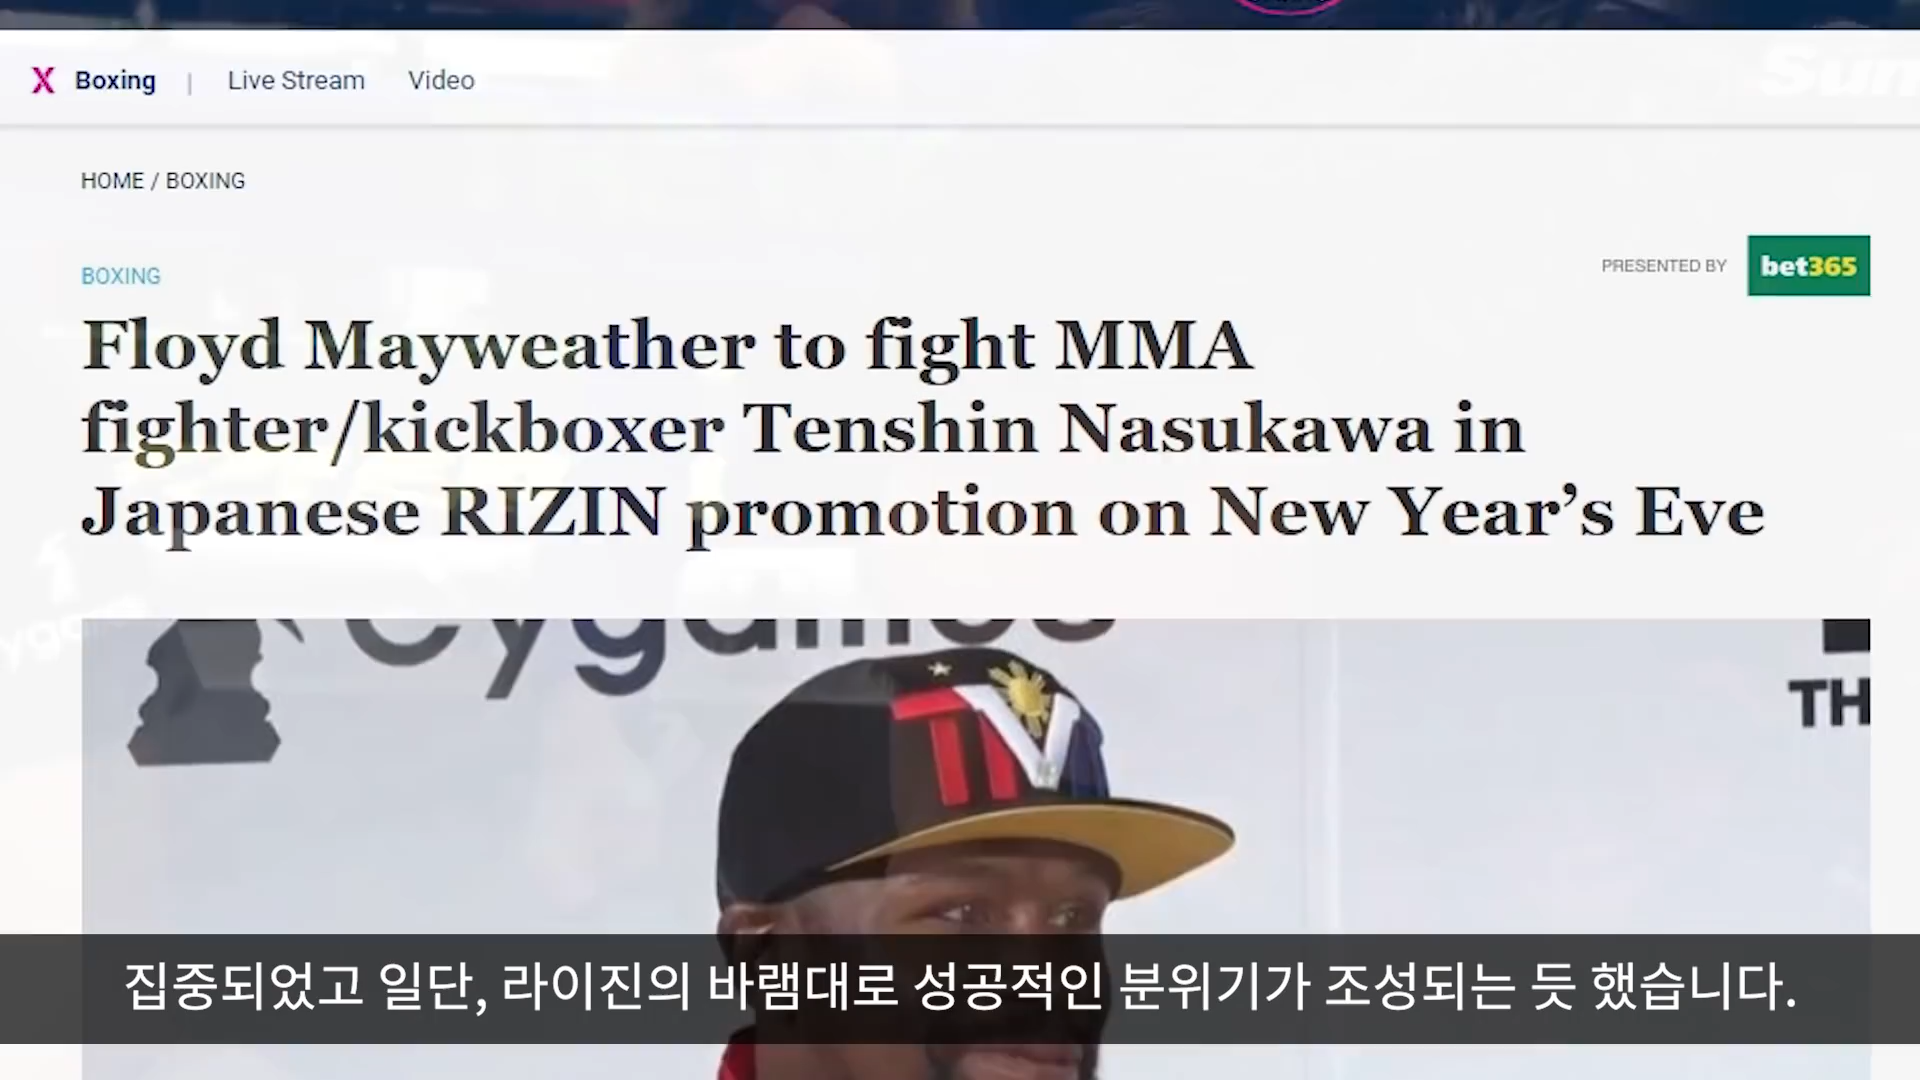 Sun
X Boxing | Live Stream Video
HOME / BOXING
BOXING
PRESENTED BY bet365
Floyd Mayweather to fight MMA
fighter/kickboxer Tenshin Nasukawa in
Japanese RIZIN promotion on New Year’s Eve
Cygames
TH
TMT
집중되었고 일단, 라이진의 바램대로 성공적인 분위기가 조성되는 듯 했습니다.